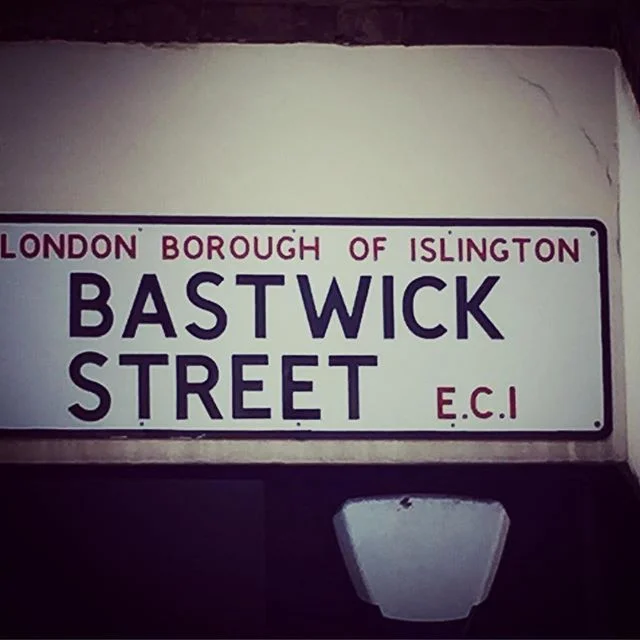 LONDON BOROUGH OF ISLINGTON
BASTWICK
STREET E.C.1